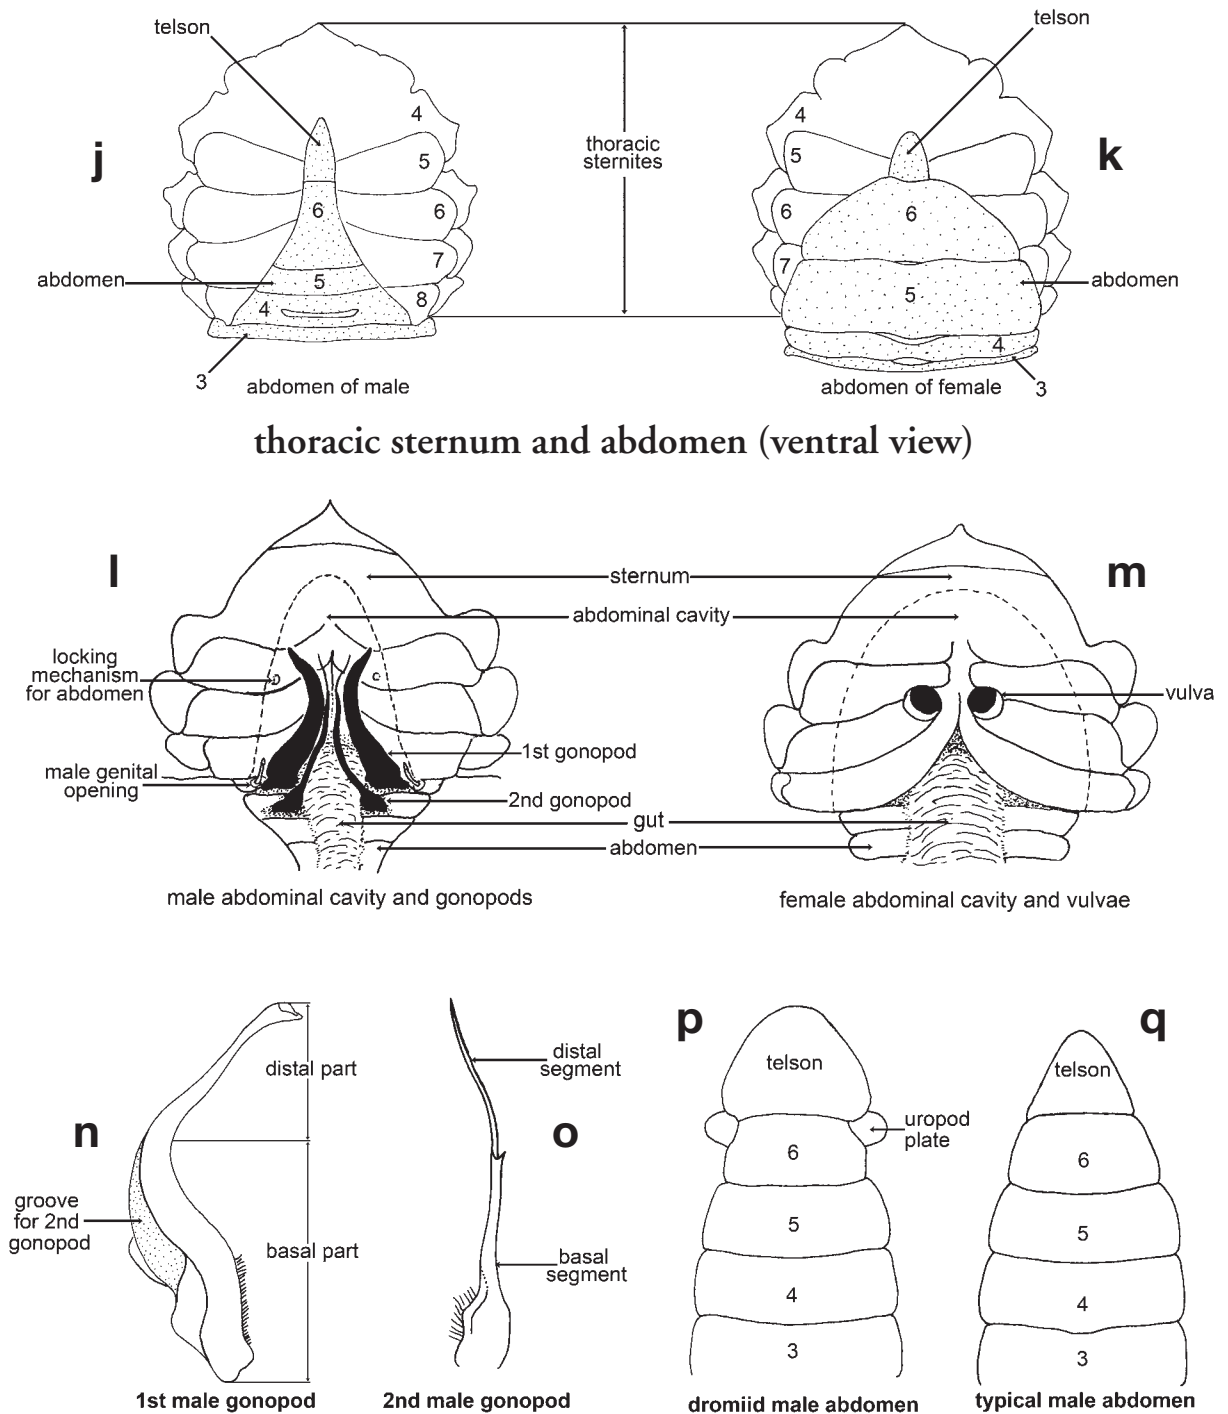 telson
telson
j
k
4
5
6
7
8
6
5
4
3
abdomen
abdomen of male
thoracic
sternites
4
5
6
7
6
5
4
3
abdomen
abdomen of female
thoracic sternum and abdomen (ventral view)
l
m
sternum
abdominal cavity
locking
mechanism
for abdomen
vulva
1st gonopod
male genital
opening
2nd gonopod
gut
abdomen
male abdominal cavity and gonopods
female abdominal cavity and vulvae
n
distal part
groove
for 2nd
gonopod
basal part
1st male gonopod
o
distal
segment
basal
segment
2nd male gonopod
p
telson
uropod
plate
6
5
4
3
dromiid male abdomen
q
telson
6
5
4
3
typical male abdomen